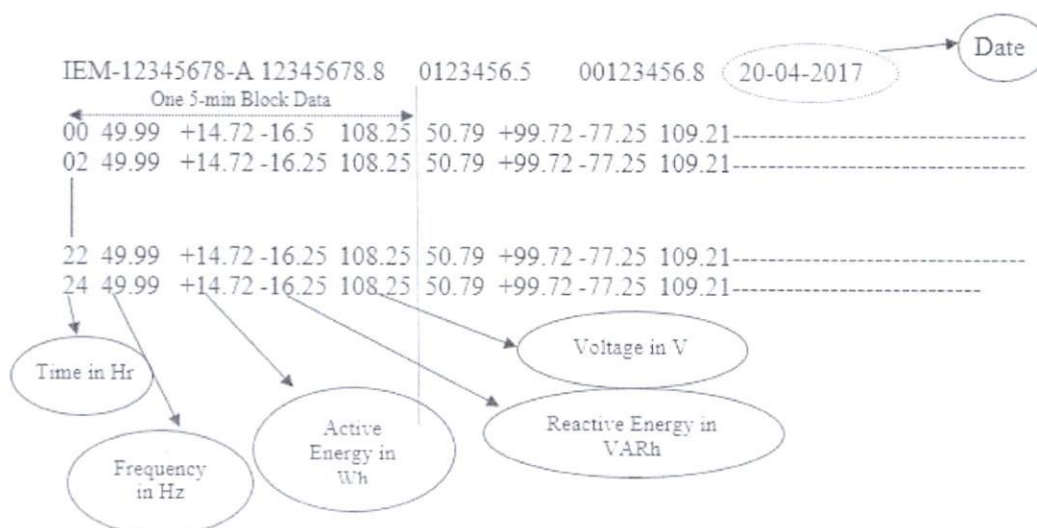 Date
IEM-12345678-A 12345678.8 0123456.5 00123456.8 20-04-2017
One 5-min Block Data
00 49.99 +14.72 -16.5 108.25 50.79 +99.72 -77.25 109.21------------------------------
02 49.99 +14.72 -16.25 108.25 50.79 +99.72 -77.25 109.21------------------------------
22 49.99 +14.72 -16.25 108.25 50.79 +99.72 -77.25 109.21------------------------------
24 49.99 +14.72 -16.25 108.25 50.79 +99.72 -77.25 109.21-------------------------
Time in Hr
Frequency
in Hz
Active
Energy in
Wh
Voltage in V
Reactive Energy in
VARh